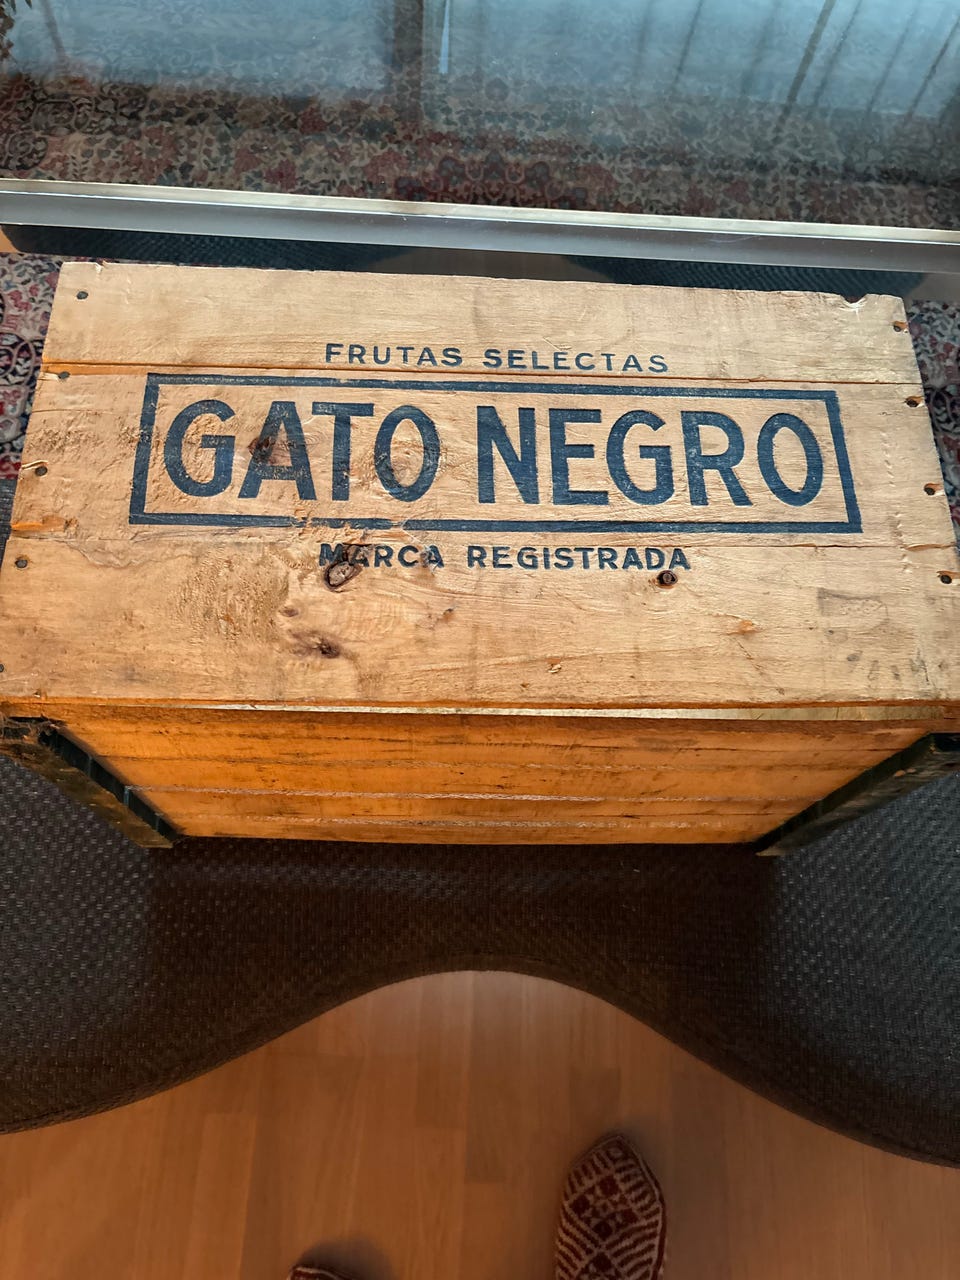 FRUTAS SELECTAS
GATO NEGRO
MARCA REGISTRADA